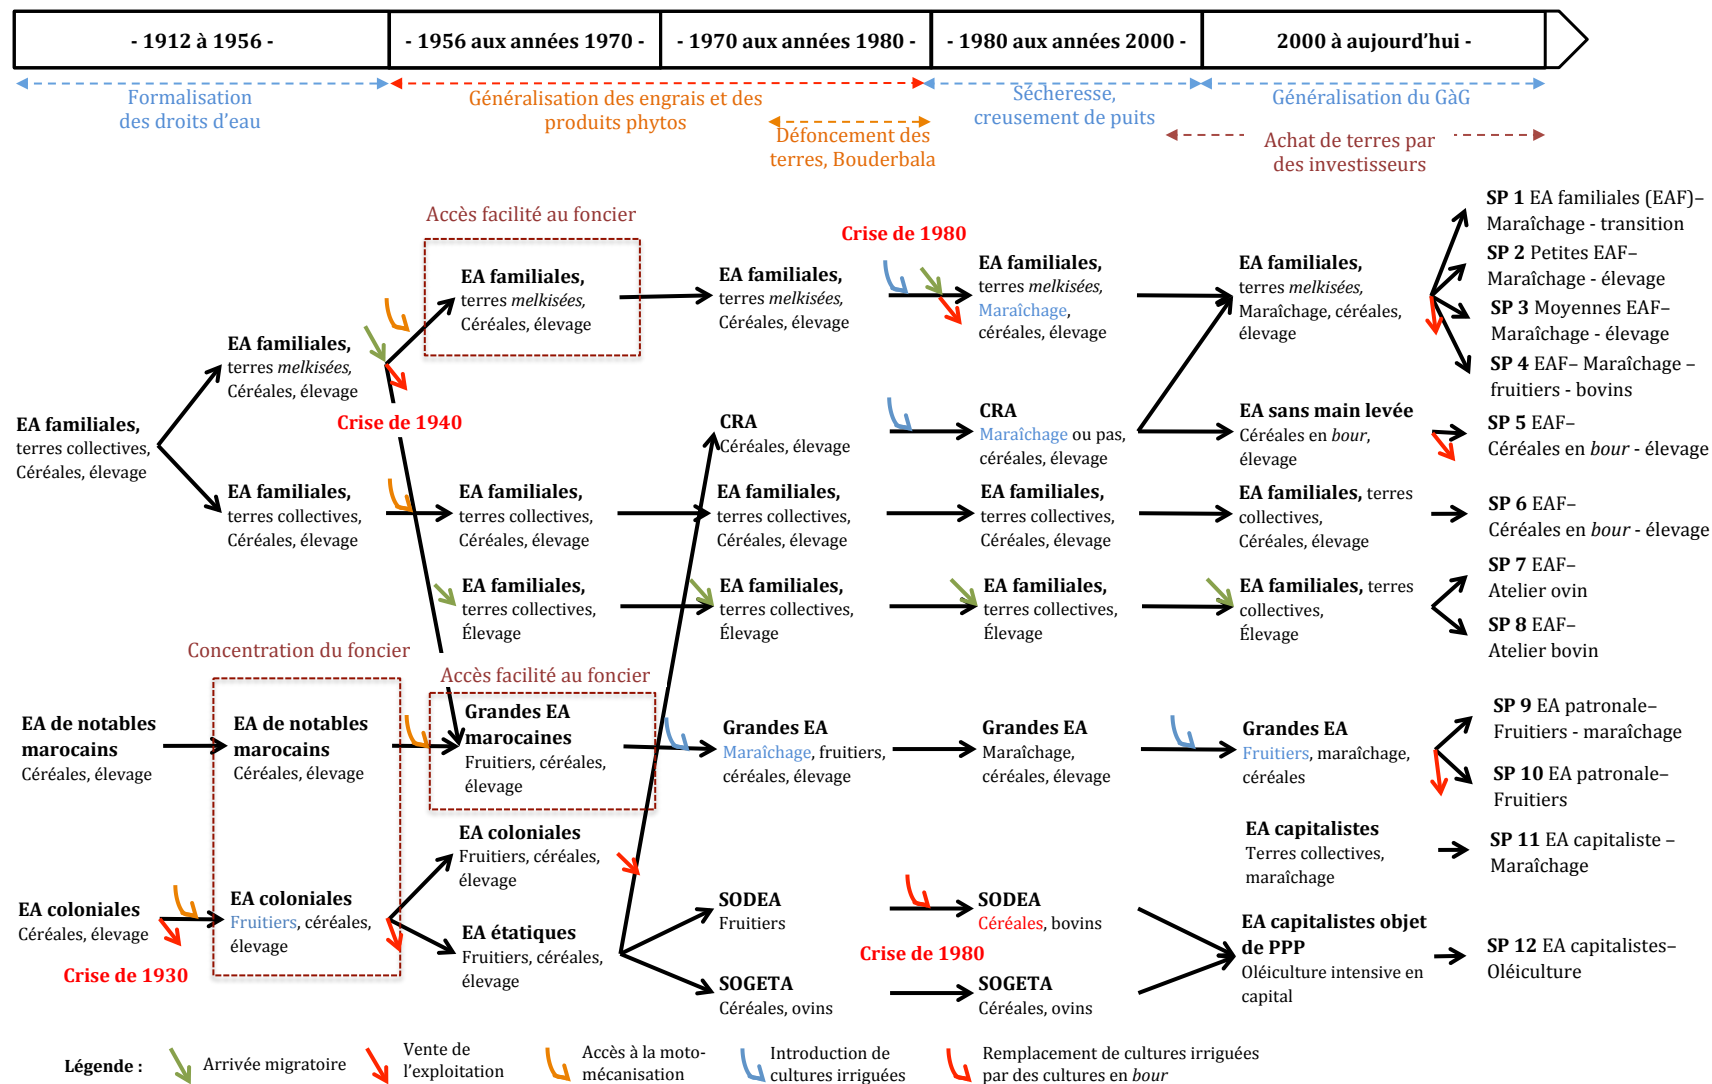 - 1912 à 1956 -
- 1956 aux années 1970 -
- 1970 aux années 1980 -
- 1980 aux années 2000 -
2000 à aujourd'hui -
Formalisation
des droits d'eau
Généralisation des engrais et des
produits phytos
Défoncement des
terres, Bouderbala
Sécheresse,
creusement de puits
Généralisation du GàG
Achat de terres par
des investisseurs
EA familiales,
terres collectives,
Céréales, élevage
EA familiales,
terres melkisées,
Céréales, élevage
Crise de 1940
EA familiales,
terres collectives,
Céréales, élevage
Accès facilité au foncier
EA familiales,
terres melkisées,
Céréales, élevage
EA familiales,
terres melkisées,
Céréales, élevage
Crise de 1980
EA familiales,
terres melkisées,
Maraîchage,
céréales, élevage
EA familiales,
terres melkisées,
Maraîchage, céréales,
élevage
SP 1 EA familiales (EAF)–
Maraîchage - transition
SP 2 Petites EAF–
Maraîchage - élevage
SP 3 Moyennes EAF–
Maraîchage - élevage
SP 4 EAF– Maraîchage –
fruitiers - bovins
CRA
Céréales, élevage
CRA
Maraîchage ou pas,
céréales, élevage
EA sans main levée
Céréales en bour,
élevage
SP 5 EAF–
Céréales en bour - élevage
EA familiales,
terres collectives,
Céréales, élevage
EA familiales,
terres collectives,
Céréales, élevage
EA familiales,
terres collectives,
Céréales, élevage
EA familiales, terres
collectives,
Céréales, élevage
SP 6 EAF–
Céréales en bour - élevage
EA familiales,
terres collectives,
Élevage
EA familiales,
terres collectives,
Élevage
EA familiales,
terres collectives,
Élevage
EA familiales, terres
collectives,
Élevage
SP 7 EAF–
Atelier ovin
SP 8 EAF–
Atelier bovin
Concentration du foncier
Accès facilité au foncier
EA de notables
marocains
Céréales, élevage
EA de notables
marocains
Céréales, élevage
Grandes EA
marocaines
Fruitiers, céréales,
élevage
Grandes EA
Maraîchage, fruitiers,
céréales, élevage
Grandes EA
Maraîchage,
céréales, élevage
Grandes EA
Fruitiers, maraîchage,
céréales
SP 9 EA patronale–
Fruitiers - maraîchage
SP 10 EA patronale–
Fruitiers
EA coloniales
Céréales, élevage
Crise de 1930
EA coloniales
Fruitiers, céréales,
élevage
EA coloniales
Fruitiers, céréales,
élevage
EA étatiques
Fruitiers, céréales,
élevage
SODEA
Fruitiers
SOGETA
Céréales, ovins
Crise de 1980
SODEA
Céréales, bovins
SOGETA
Céréales, ovins
EA capitalistes
Terres collectives,
maraîchage
SP 11 EA capitaliste –
Maraîchage
EA capitalistes objet
de PPP
Oléiculture intensive en
capital
SP 12 EA capitalistes–
Oléiculture
Légende :
Arrivée migratoire
Vente de
l'exploitation
Accès à la moto-
mécanisation
Introduction de
cultures irriguées
Remplacement de cultures irriguées
par des cultures en bour